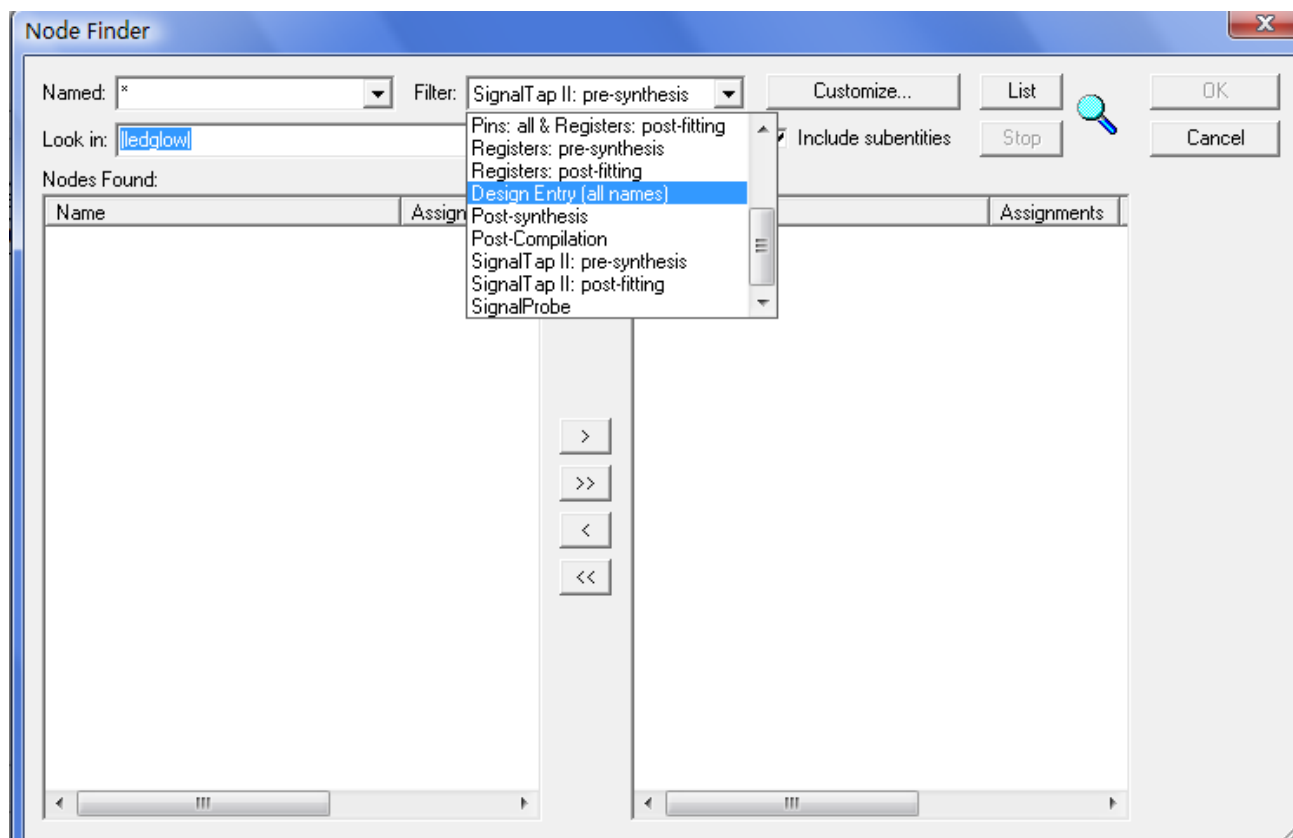 Node Finder
Named: * Filter: SignalTap II: pre-synthesis Customize... List OK
Look in: |ledglow| Include subentities Stop Cancel
Pins: all & Registers: post-fitting
Registers: pre-synthesis
Registers: post-fitting
Design Entry (all names)
Post-synthesis
Post-Compilation
SignalTap II: pre-synthesis
SignalTap II: post-fitting
SignalProbe
Nodes Found:
Name Assign Assignments
>
>>
<
<<